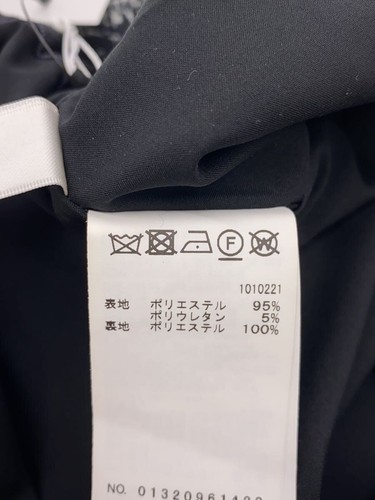 F W
1010221
表地 ポリエステル 95%
ポリウレタン 5%
裏地 ポリエステル 100%
NO.